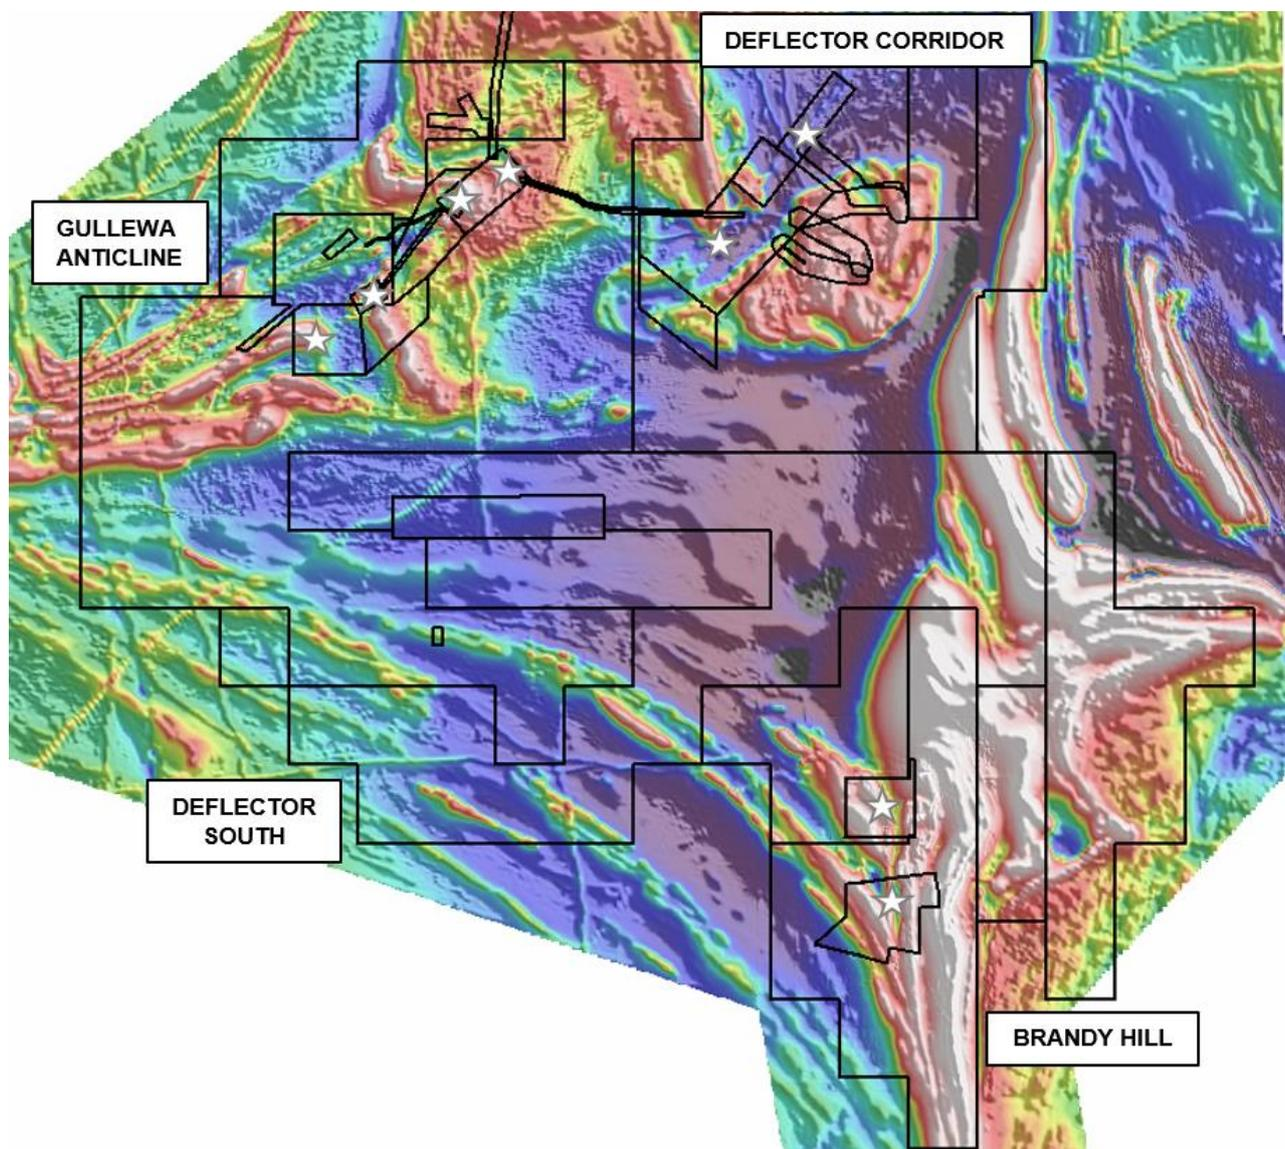 DEFLECTOR CORRIDOR
GULLEWA
ANTICLINE
DEFLECTOR
SOUTH
BRANDY HILL